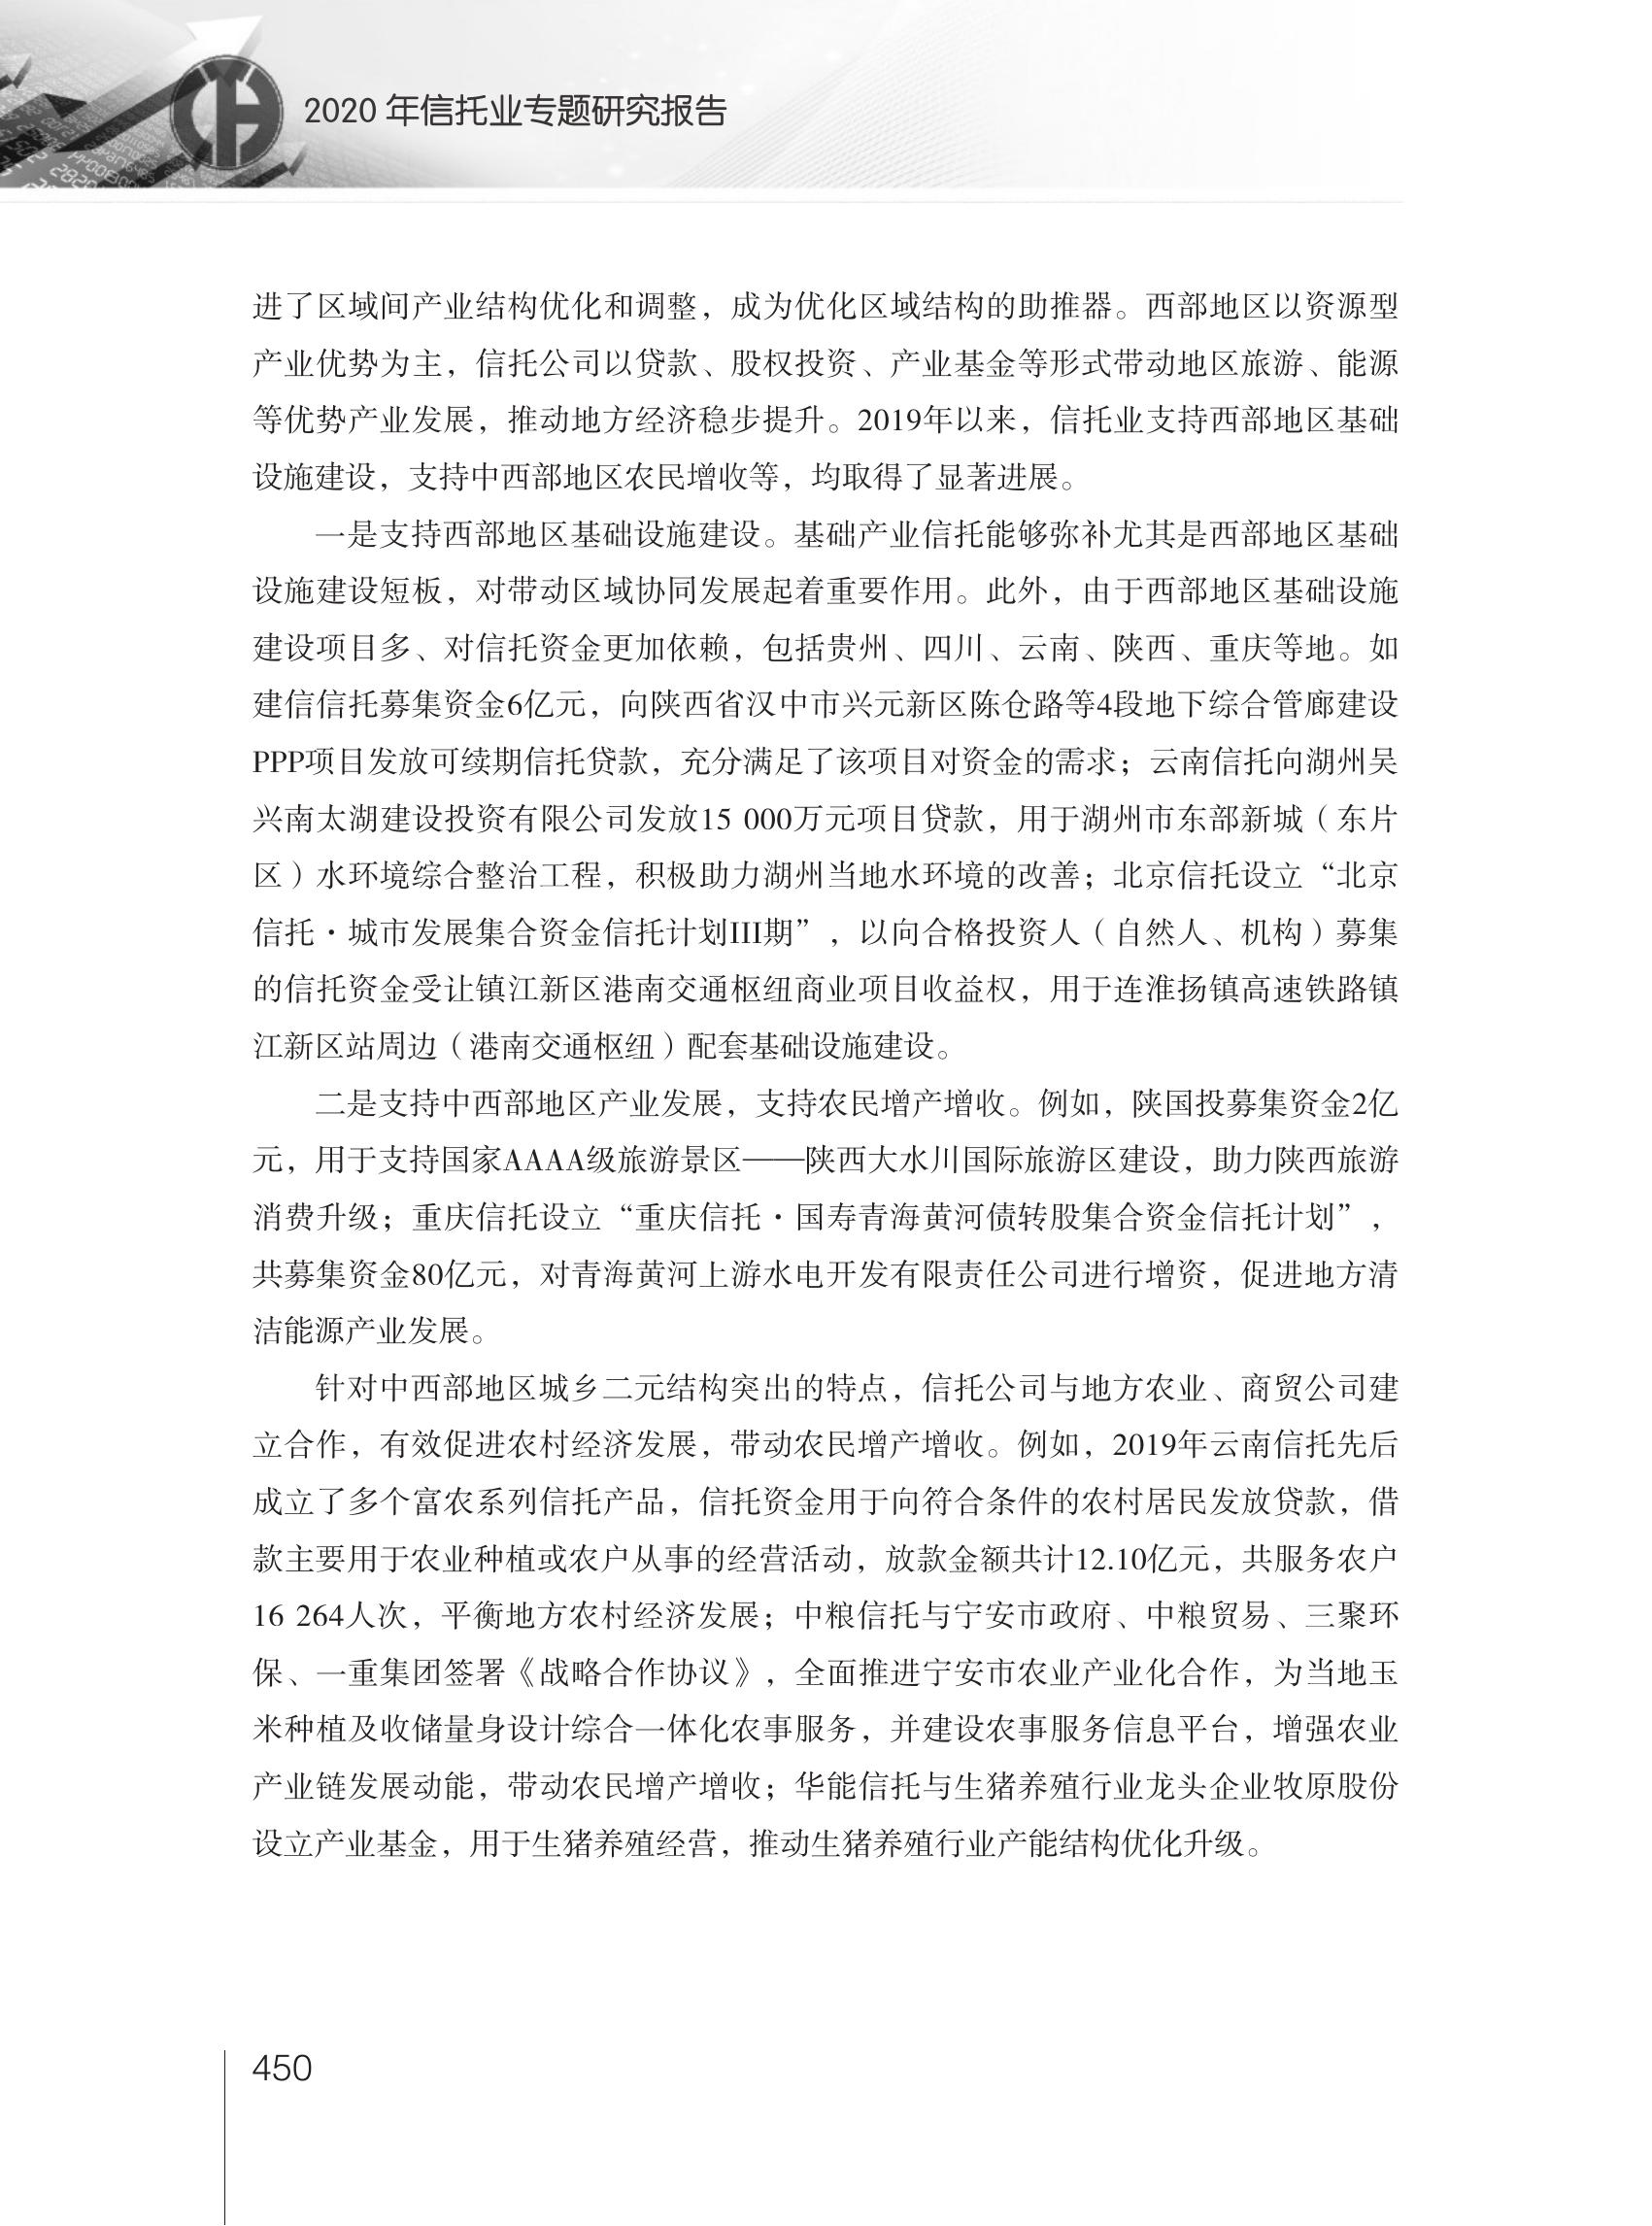 2020 年信托业专题研究报告
进了区域间产业结构优化和调整，成为优化区域结构的助推器。西部地区以资源型
产业优势为主，信托公司以贷款、股权投资、产业基金等形式带动地区旅游、能源
等优势产业发展，推动地方经济稳步提升。2019年以来，信托业支持西部地区基础
设施建设，支持中西部地区农民增收等，均取得了显著进展。
一是支持西部地区基础设施建设。基础产业信托能够弥补尤其是西部地区基础
设施建设短板，对带动区域协同发展起着重要作用。此外，由于西部地区基础设施
建设项目多、对信托资金更加依赖，包括贵州、四川、云南、陕西、重庆等地。如
建信信托募集资金6亿元，向陕西省汉中市兴元新区陈仓路等4段地下综合管廊建设
PPP项目发放可续期信托贷款，充分满足了该项目对资金的需求；云南信托向湖州吴
兴南太湖建设投资有限公司发放15 000万元项目贷款，用于湖州市东部新城（东片
区）水环境综合整治工程，积极助力湖州当地水环境的改善；北京信托设立“北京
信托·城市发展集合资金信托计划III期”，以向合格投资人（自然人、机构）募集
的信托资金受让镇江新区港南交通枢纽商业项目收益权，用于连淮扬镇高速铁路镇
江新区站周边（港南交通枢纽）配套基础设施建设。
二是支持中西部地区产业发展，支持农民增产增收。例如，陕国投募集资金2亿
元，用于支持国家AAAA级旅游景区——陕西大水川国际旅游区建设，助力陕西旅游
消费升级；重庆信托设立“重庆信托·国寿青海黄河债转股集合资金信托计划”，
共募集资金80亿元，对青海黄河上游水电开发有限责任公司进行增资，促进地方清
洁能源产业发展。
针对中西部地区城乡二元结构突出的特点，信托公司与地方农业、商贸公司建
立合作，有效促进农村经济发展，带动农民增产增收。例如，2019年云南信托先后
成立了多个富农系列信托产品，信托资金用于向符合条件的农村居民发放贷款，借
款主要用于农业种植或农户从事的经营活动，放款金额共计12.10亿元，共服务农户
16 264人次，平衡地方农村经济发展；中粮信托与宁安市政府、中粮贸易、三聚环
保、一重集团签署《战略合作协议》，全面推进宁安市农业产业化合作，为当地玉
米种植及收储量身设计综合一体化农事服务，并建设农事服务信息平台，增强农业
产业链发展动能，带动农民增产增收；华能信托与生猪养殖行业龙头企业牧原股份
设立产业基金，用于生猪养殖经营，推动生猪养殖行业产能结构优化升级。
450